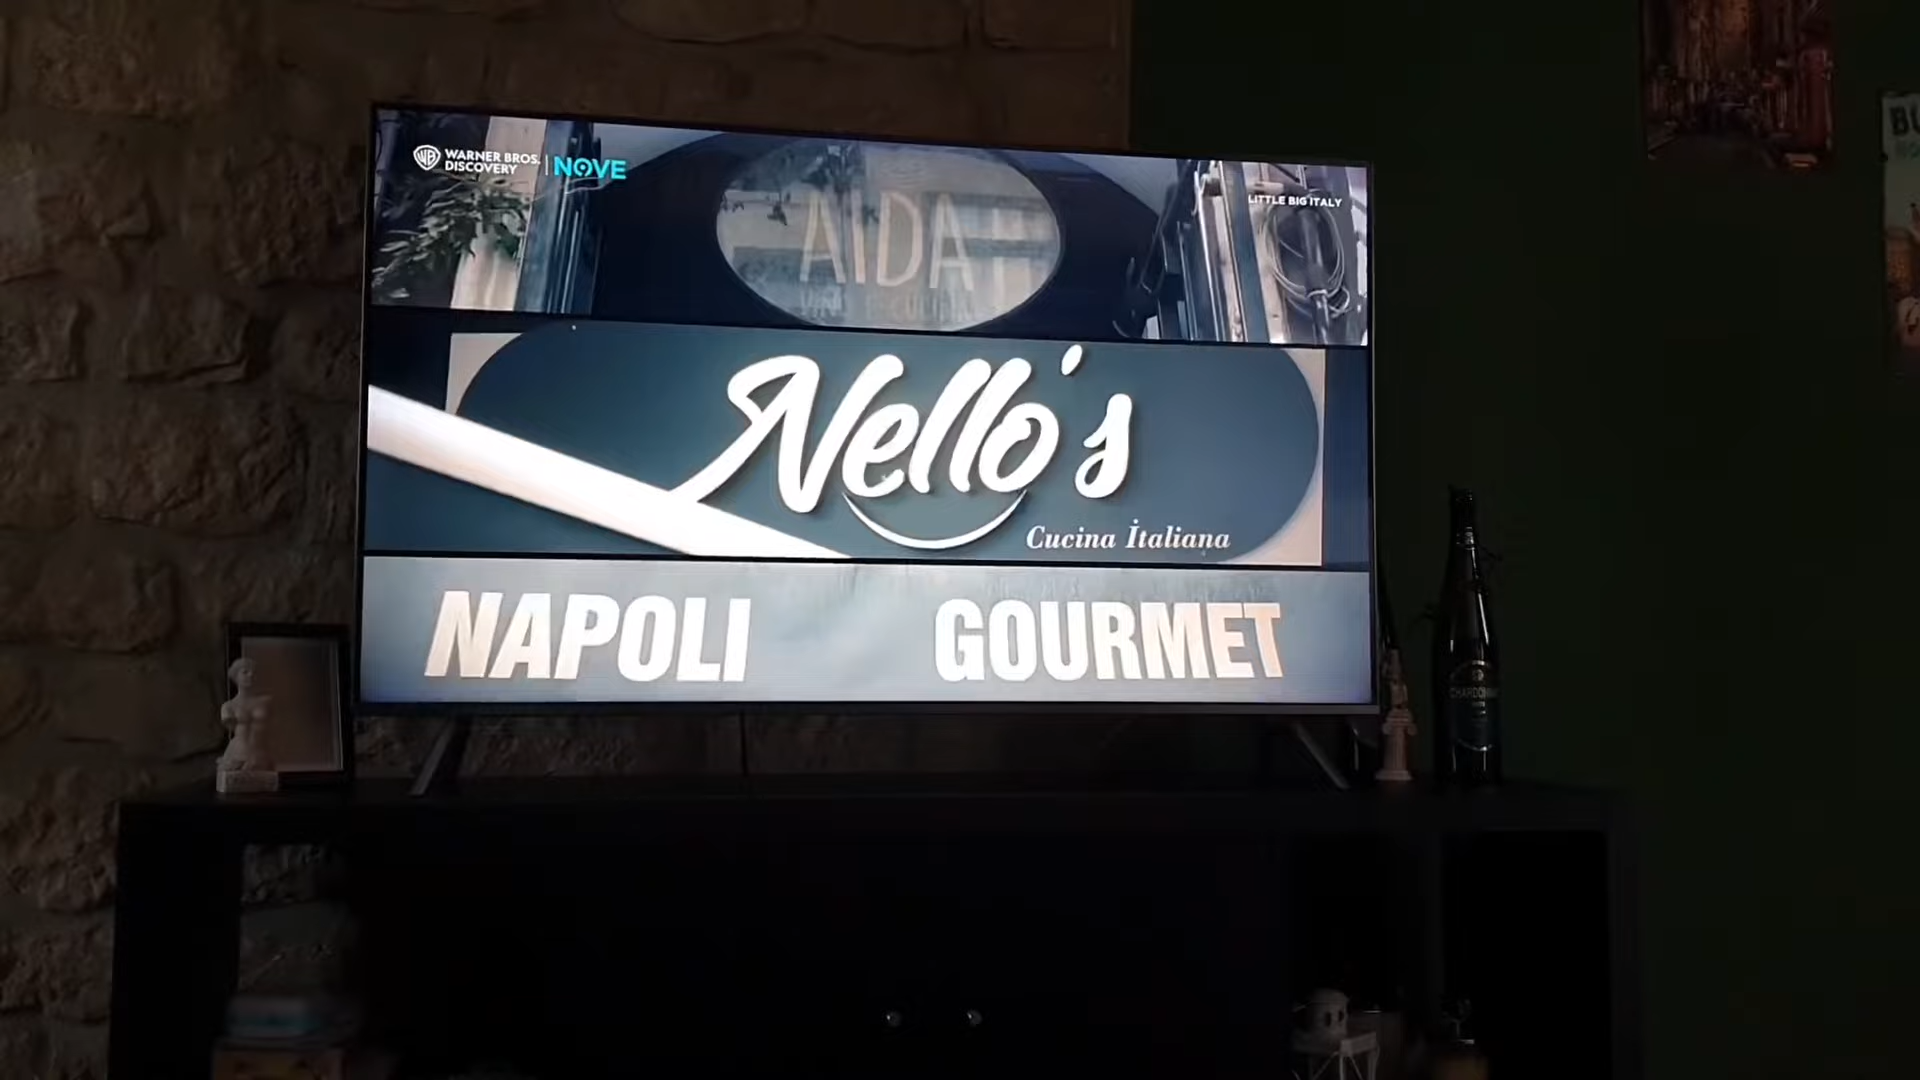 WARNER BROS.
DISCOVERY
NOVE
LITTLE BIG ITALY
AIDA
Nello's
Cucina İtaliana
NAPOLI GOURMET